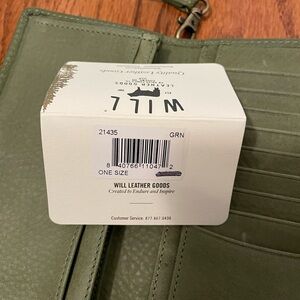 Quality Leather Goods
LEATHER GOODS
WILL
21435 GRN
8 40766 11047 2
ONE SIZE
WILL LEATHER GOODS
Created to Endure and Inspire
Customer Service: 877.467.0436